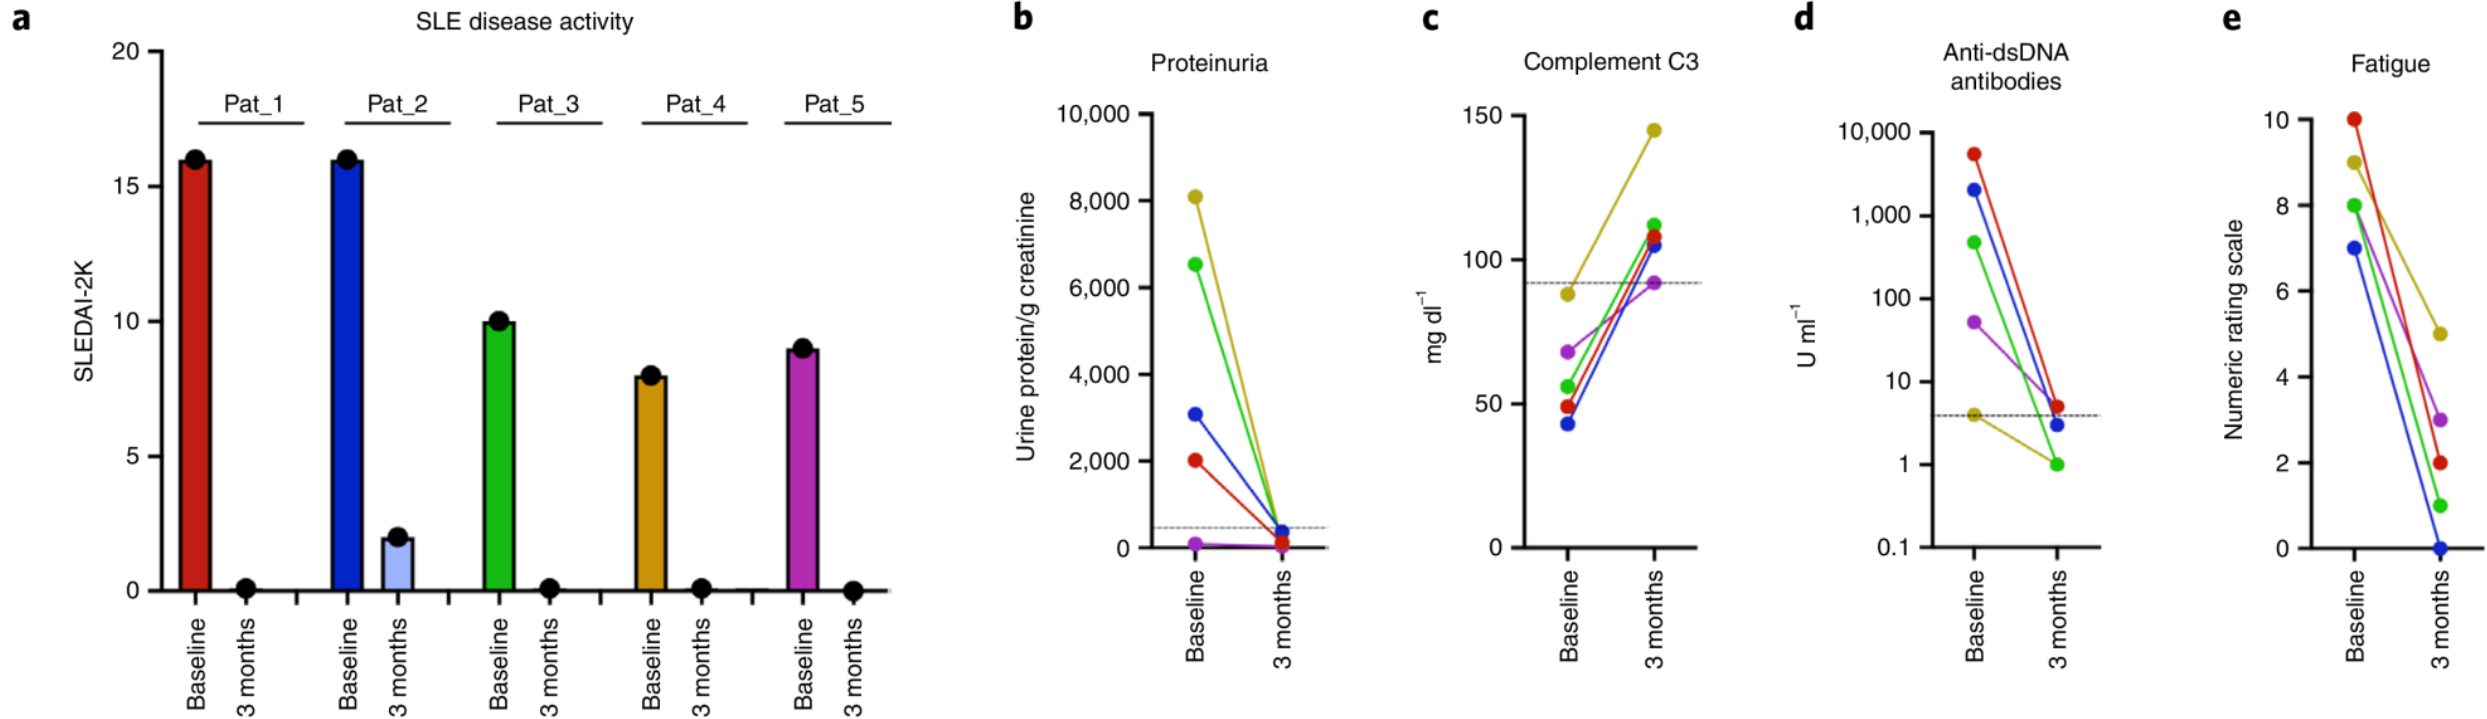 a
SLE disease activity
SLEDAI-2K
20
15
10
5
0
Pat_1
Pat_2
Pat_3
Pat_4
Pat_5
Baseline
3 months
Baseline
3 months
Baseline
3 months
Baseline
3 months
Baseline
3 months
b
Proteinuria
Urine protein/g creatinine
10,000
8,000
6,000
4,000
2,000
0
Baseline
3 months
c
Complement C3
mg dl⁻¹
150
100
50
0
Baseline
3 months
d
Anti-dsDNA
antibodies
U ml⁻¹
10,000
1,000
100
10
1
0.1
Baseline
3 months
e
Fatigue
Numeric rating scale
10
8
6
4
2
0
Baseline
3 months